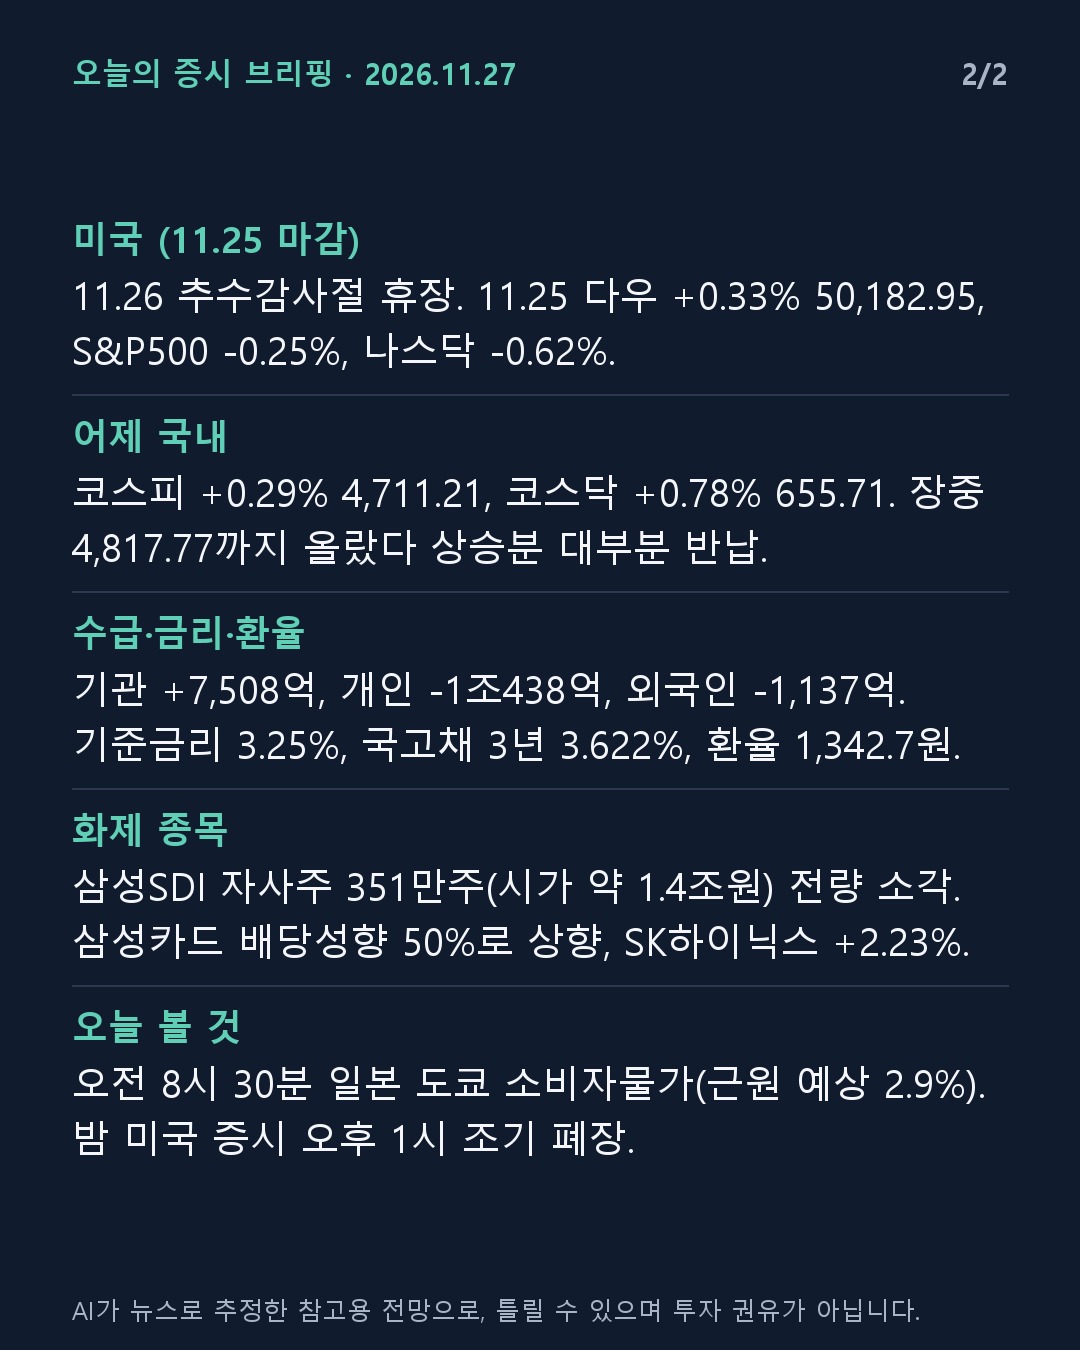 오늘의 증시 브리핑 · 2026.11.27
2/2
미국 (11.25 마감)
11.26 추수감사절 휴장. 11.25 다우 +0.33% 50,182.95,
S&P500 -0.25%, 나스닥 -0.62%.
어제 국내
코스피 +0.29% 4,711.21, 코스닥 +0.78% 655.71. 장중
4,817.77까지 올랐다 상승분 대부분 반납.
수급·금리·환율
기관 +7,508억, 개인 -1조438억, 외국인 -1,137억.
기준금리 3.25%, 국고채 3년 3.622%, 환율 1,342.7원.
화제 종목
삼성SDI 자사주 351만주(시가 약 1.4조원) 전량 소각.
삼성카드 배당성향 50%로 상향, SK하이닉스 +2.23%.
오늘 볼 것
오전 8시 30분 일본 도쿄 소비자물가(근원 예상 2.9%).
밤 미국 증시 오후 1시 조기 폐장.
AI가 뉴스로 추정한 참고용 전망으로, 틀릴 수 있으며 투자 권유가 아닙니다.